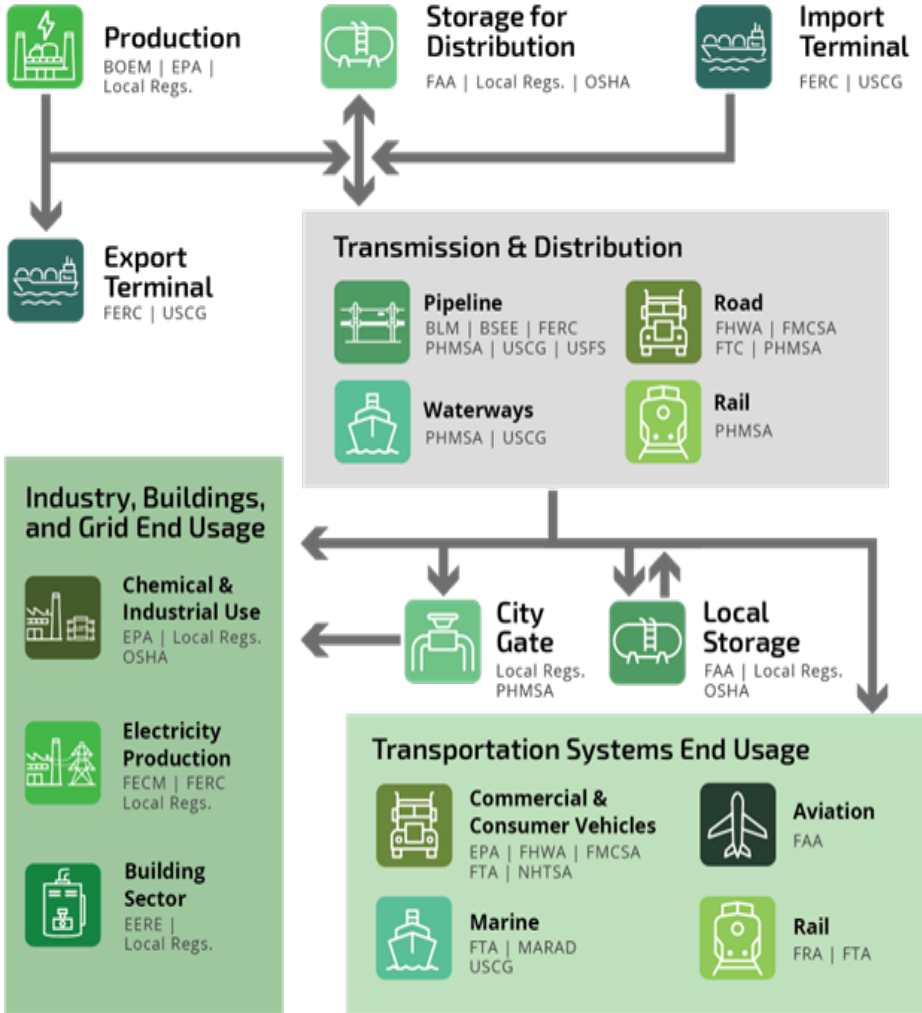 Production
BOEM | EPA |
Local Regs.
Storage for
Distribution
FAA | Local Regs. | OSHA
Import
Terminal
FERC | USCG
Export
Terminal
FERC | USCG
Transmission & Distribution
Pipeline
BLM | BSEE | FERC
PHMSA | USCG | USFS
Road
FHWA | FMCSA
FTC | PHMSA
Waterways
PHMSA | USCG
Rail
PHMSA
Industry, Buildings,
and Grid End Usage
Chemical &
Industrial Use
EPA | Local Regs.
OSHA
Electricity
Production
FECM | FERC
Local Regs.
Building
Sector
EERE |
Local Regs.
City
Gate
Local Regs.
PHMSA
Local
Storage
FAA | Local Regs.
OSHA
Transportation Systems End Usage
Commercial &
Consumer Vehicles
EPA | FHWA | FMCSA
FTA | NHTSA
Aviation
FAA
Marine
FTA | MARAD
USCG
Rail
FRA | FTA